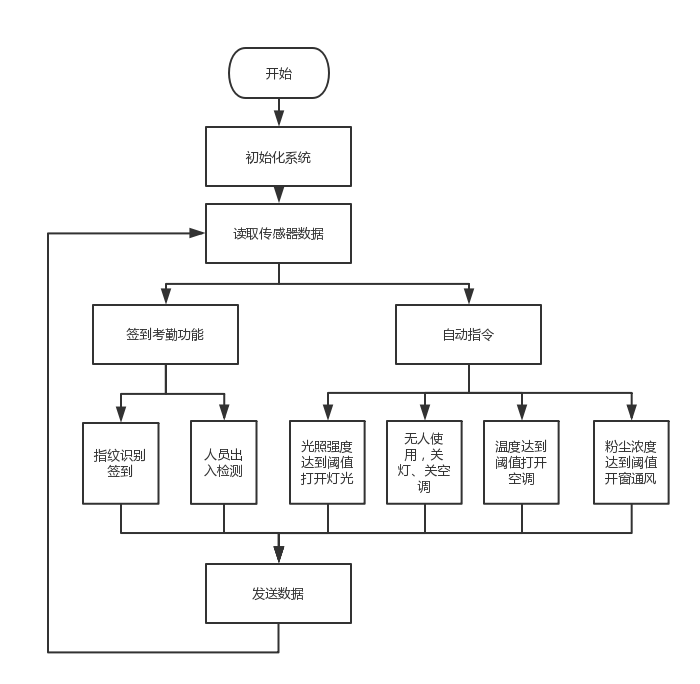 开始
初始化系统
读取传感器数据
签到考勤功能
自动指令
指纹识别
签到
人员出
入检测
光照强度
达到阈值
打开灯光
无人使
用，关
灯、关空
调
温度达到
阈值打开
空调
粉尘浓度
达到阈值
开窗通风
发送数据